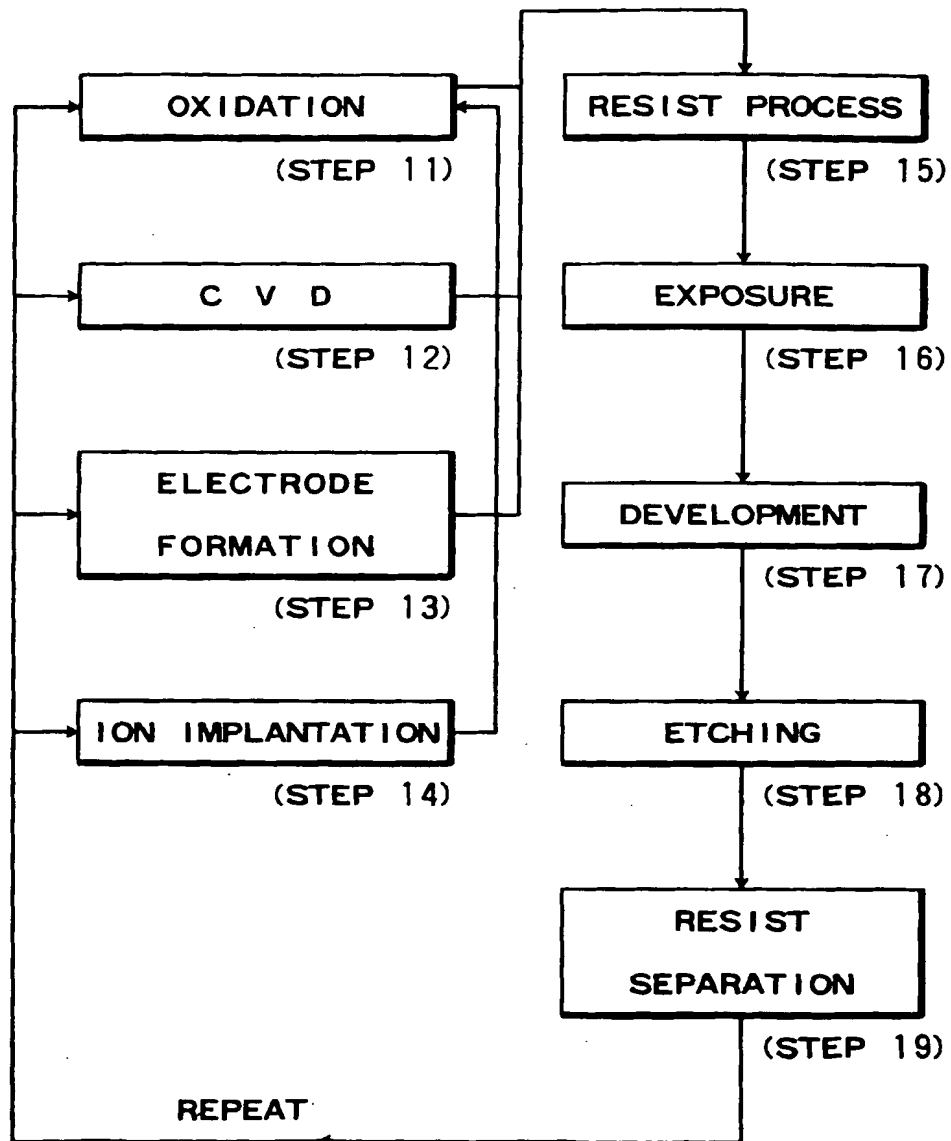 OXIDATION
(STEP 11)
C V D
(STEP 12)
ELECTRODE
FORMATION
(STEP 13)
ION IMPLANTATION
(STEP 14)
RESIST PROCESS
(STEP 15)
EXPOSURE
(STEP 16)
DEVELOPMENT
(STEP 17)
ETCHING
(STEP 18)
RESIST
SEPARATION
(STEP 19)
REPEAT